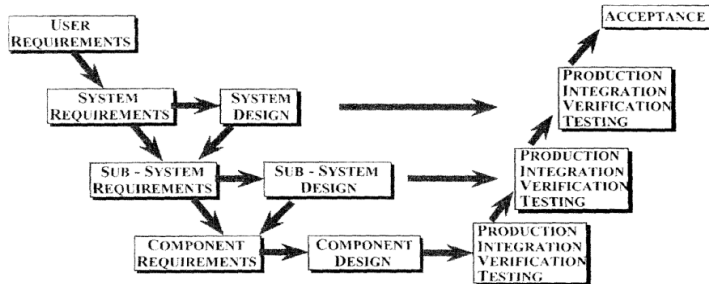 USER
REQUIREMENTS
SYSTEM
REQUIREMENTS
SYSTEM
DESIGN
SUB - SYSTEM
REQUIREMENTS
SUB - SYSTEM
DESIGN
COMPONENT
REQUIREMENTS
COMPONENT
DESIGN
PRODUCTION
INTEGRATION
VERIFICATION
TESTING
PRODUCTION
INTEGRATION
VERIFICATION
TESTING
PRODUCTION
INTEGRATION
VERIFICATION
TESTING
ACCEPTANCE